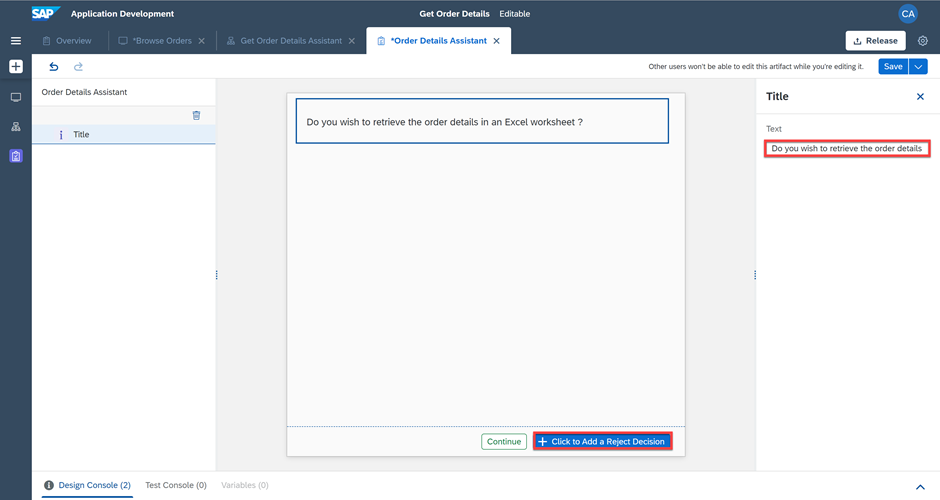 SAP Application Development
Get Order Details Editable
CA
Overview
*Browse Orders
Get Order Details Assistant
*Order Details Assistant
Release
Other users won't be able to edit this artifact while you're editing it.
Save
Order Details Assistant
Title
Do you wish to retrieve the order details in an Excel worksheet ?
Continue
Click to Add a Reject Decision
Title
Text
Do you wish to retrieve the order details
Design Console (2)
Test Console (0)
Variables (0)